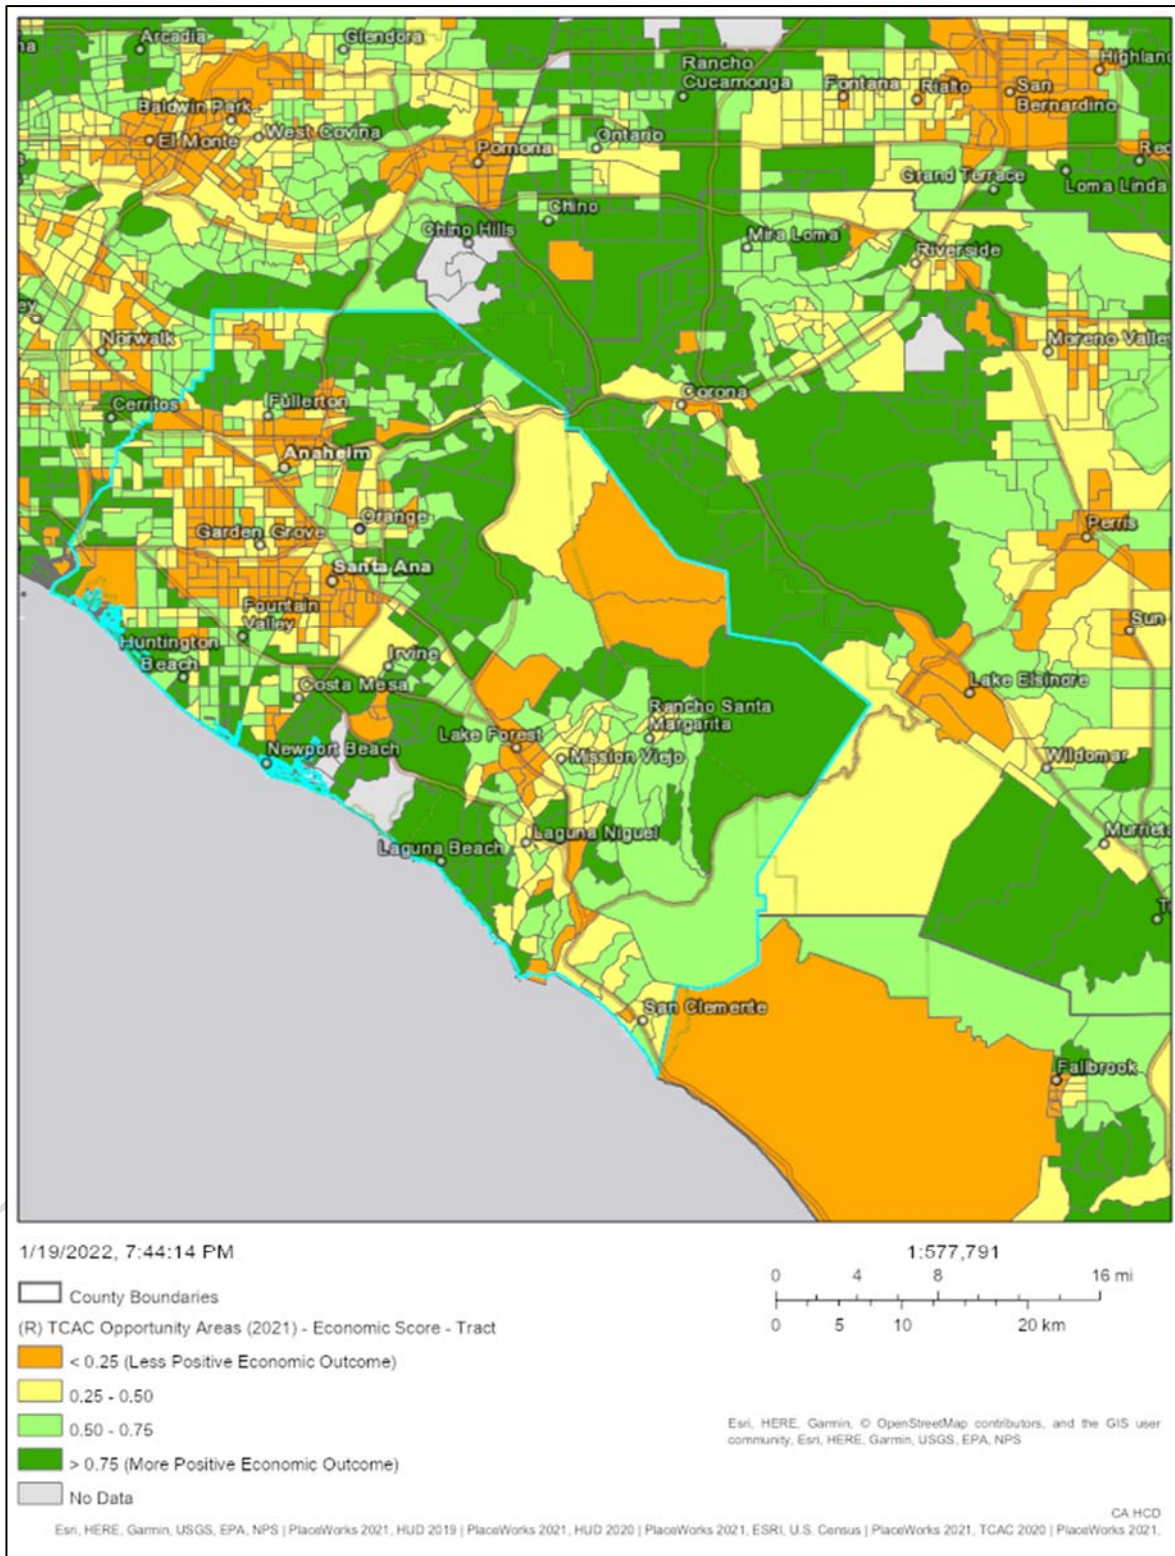 Arcadia
Glendora
Rancho
Cucamonga
Fontana
Rialto
San
Bernardino
Highland
Baldwin Park
El Monte
West Covina
Pomona
Ontario
Grand Terrace
Loma Linda
Chino Hills
Chino
Mira Loma
Riverside
Norwalk
Moreno Valle
Cerritos
Fullerton
Corona
Anaheim
Garden Grove
Orange
Perris
Santa Ana
Fountain
Valley
Sun
Huntington
Beach
Irvine
Costa Mesa
Lake Elsinore
Rancho Santa
Margarita
Newport Beach
Lake Forest
Mission Viejo
Wildomar
Laguna Beach
Laguna Niguel
Murriet
San Clemente
Fallbrook
1/19/2022, 7:44:14 PM
1:577,791
0 4 8 16 mi
0 5 10 20 km
County Boundaries
(R) TCAC Opportunity Areas (2021) - Economic Score - Tract
< 0.25 (Less Positive Economic Outcome)
0.25 - 0.50
0.50 - 0.75
> 0.75 (More Positive Economic Outcome)
No Data
Esri, HERE, Garmin, © OpenStreetMap contributors, and the GIS user
community, Esri, HERE, Garmin, USGS, EPA, NPS
CA HCD
Esri, HERE, Garmin, USGS, EPA, NPS | PlaceWorks 2021, HUD 2019 | PlaceWorks 2021, HUD 2020 | PlaceWorks 2021, ESRI, U.S. Census | PlaceWorks 2021, TCAC 2020 | PlaceWorks 2021,